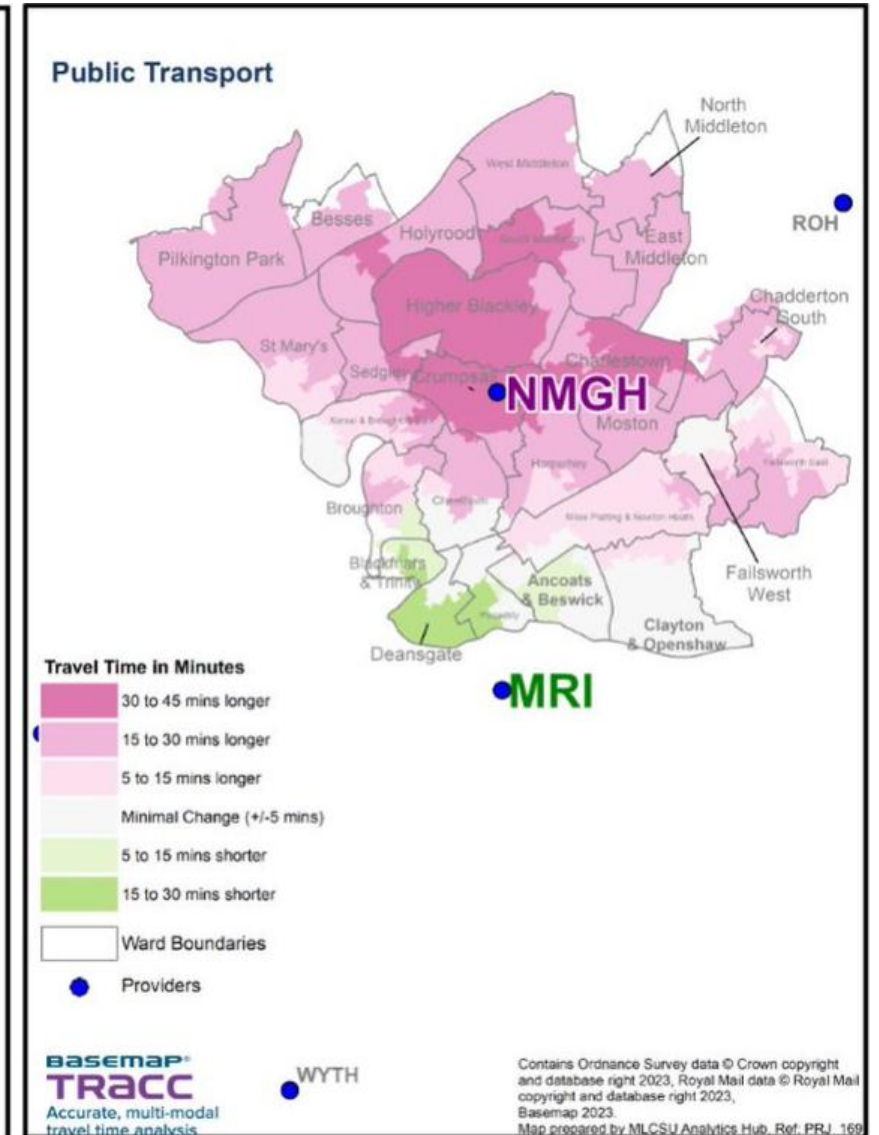 Public Transport
North
Middleton
West Middleton
ROH
Besses
Holyrood
East
Middleton
Pilkington Park
Higher Blackley
Chadderton
South
St Mary's
Charlestown
Sedgley
Crumpsall
NMGH
Moston
Harpurhey
Failsworth East
Broughton
Cheetham
Miles Platting & Newton Heath
Blackfriars
& Trinity
Ancoats
& Beswick
Failsworth
West
Piccadilly
Clayton
& Openshaw
Deansgate
MRI
Travel Time in Minutes
30 to 45 mins longer
15 to 30 mins longer
5 to 15 mins longer
Minimal Change (+/-5 mins)
5 to 15 mins shorter
15 to 30 mins shorter
Ward Boundaries
Providers
BASEMAP®
TRACC
Accurate, multi-modal
travel time analysis
WYTH
Contains Ordnance Survey data © Crown copyright
and database right 2023, Royal Mail data © Royal Mail
copyright and database right 2023,
Basemap 2023.
Map prepared by MLCSU Analytics Hub. Ref: PRJ_169